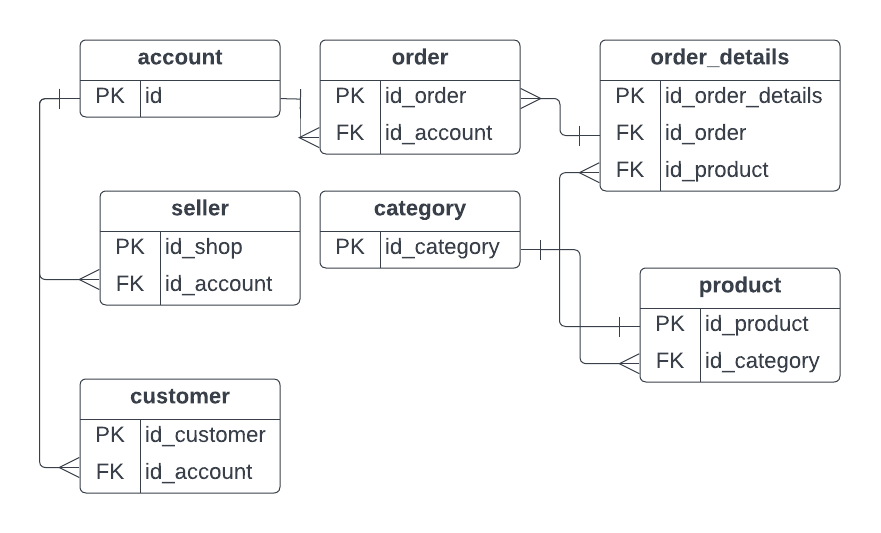 account
PK id
order
PK id_order
FK id_account
order_details
PK id_order_details
FK id_order
FK id_product
seller
PK id_shop
FK id_account
category
PK id_category
product
PK id_product
FK id_category
customer
PK id_customer
FK id_account